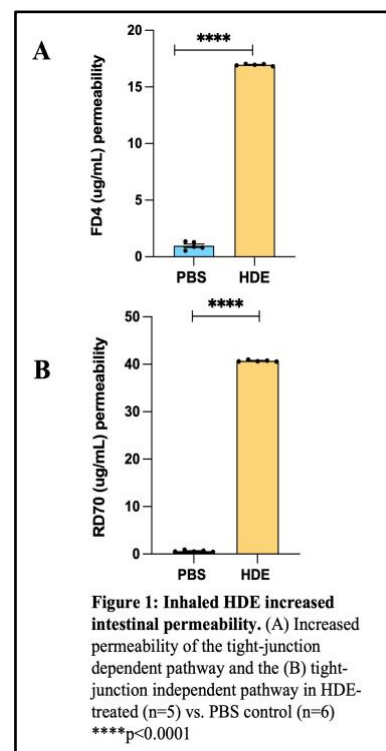 A
****
FD4 (ug/mL) permeability
20
15
10
5
0
PBS HDE
B
****
RD70 (ug/mL) permeability
50
40
30
20
10
0
PBS HDE
Figure 1: Inhaled HDE increased
intestinal permeability. (A) Increased
permeability of the tight-junction
dependent pathway and the (B) tight-
junction independent pathway in HDE-
treated (n=5) vs. PBS control (n=6)
****p<0.0001